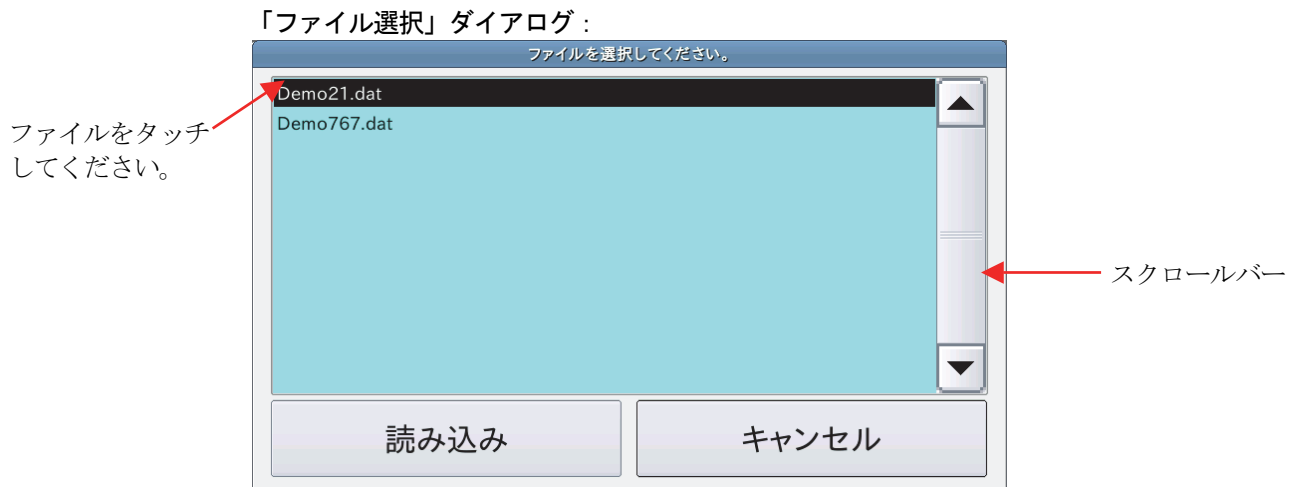 「ファイル選択」ダイアログ：
ファイルを選択してください。
Demo21.dat
Demo767.dat
ファイルをタッチ
してください。
スクロールバー
読み込み
キャンセル